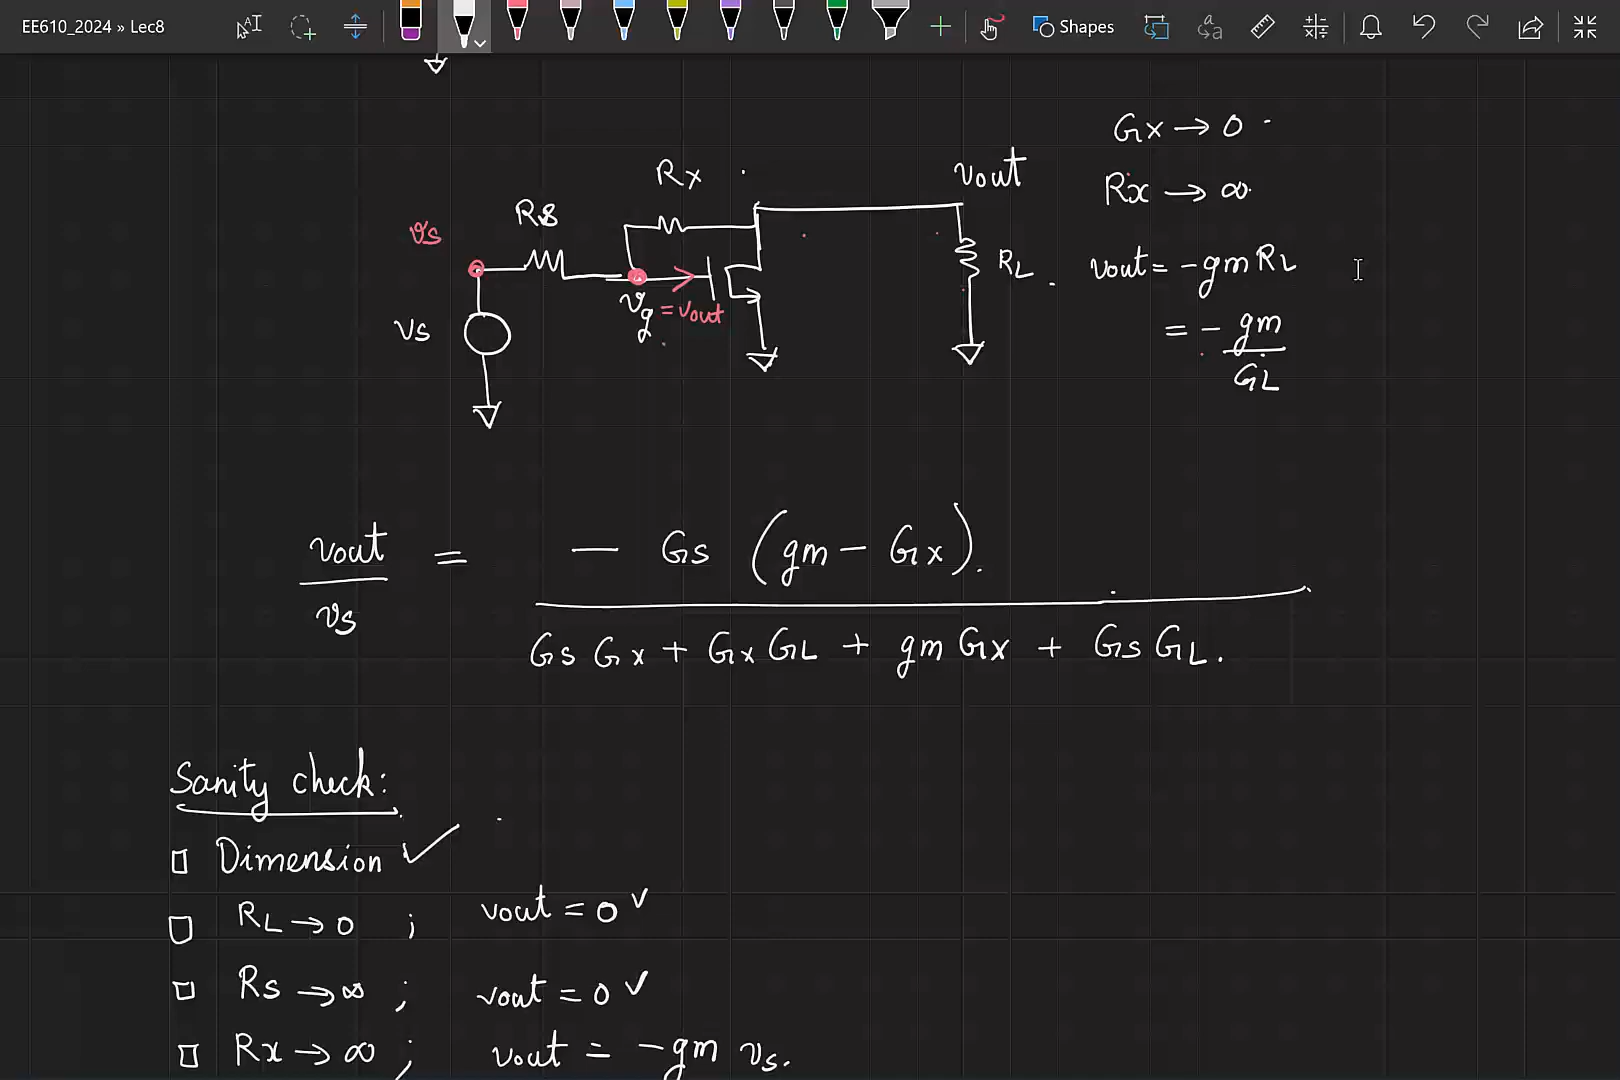 EE610_2024 » Lec8
Shapes
Gx → 0
Rx → ∞
Rx
vout
Rs
vs
RL
vout = -gm RL
vg = vout
vs
= - gm
GL
vout = - Gs (gm - Gx).
vs
Gs Gx + Gx GL + gm Gx + Gs GL.
Sanity check:
Dimension ✓
RL → 0 ; vout = 0 ✓
Rs → ∞ ; vout = 0 ✓
Rx → ∞ ; vout = -gm vs.